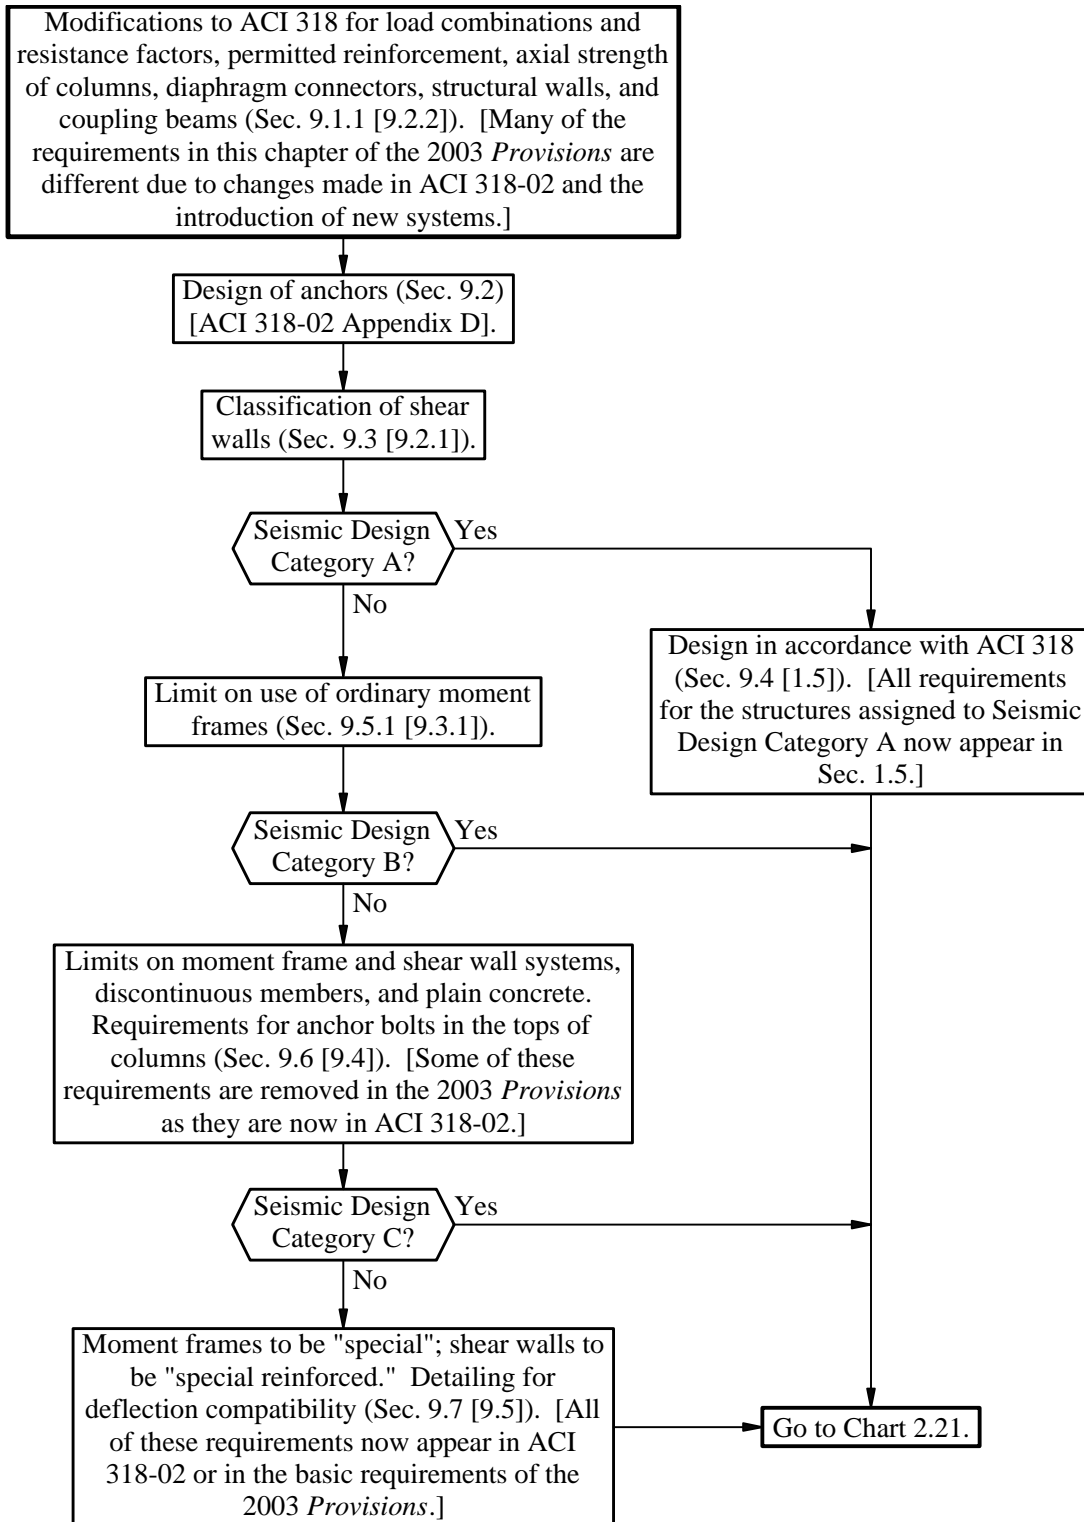 Modifications to ACI 318 for load combinations and
resistance factors, permitted reinforcement, axial strength
of columns, diaphragm connectors, structural walls, and
coupling beams (Sec. 9.1.1 [9.2.2]). [Many of the
requirements in this chapter of the 2003 Provisions are
different due to changes made in ACI 318-02 and the
introduction of new systems.]
Design of anchors (Sec. 9.2)
[ACI 318-02 Appendix D].
Classification of shear
walls (Sec. 9.3 [9.2.1]).
Seismic Design
Category A?
Yes
No
Design in accordance with ACI 318
(Sec. 9.4 [1.5]). [All requirements
for the structures assigned to Seismic
Design Category A now appear in
Sec. 1.5.]
Limit on use of ordinary moment
frames (Sec. 9.5.1 [9.3.1]).
Seismic Design
Category B?
Yes
No
Limits on moment frame and shear wall systems,
discontinuous members, and plain concrete.
Requirements for anchor bolts in the tops of
columns (Sec. 9.6 [9.4]). [Some of these
requirements are removed in the 2003 Provisions
as they are now in ACI 318-02.]
Seismic Design
Category C?
Yes
No
Moment frames to be "special"; shear walls to
be "special reinforced." Detailing for
deflection compatibility (Sec. 9.7 [9.5]). [All
of these requirements now appear in ACI
318-02 or in the basic requirements of the
2003 Provisions.]
Go to Chart 2.21.